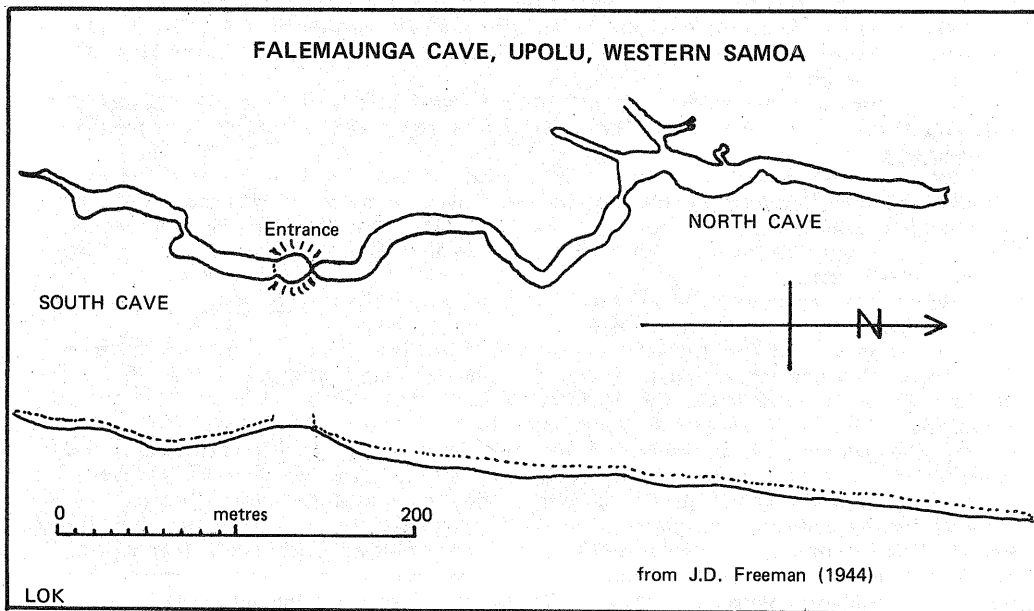 FALEMAUNGA CAVE, UPOLU, WESTERN SAMOA
Entrance
NORTH CAVE
SOUTH CAVE
N
0 metres 200
from J.D. Freeman (1944)
LOK